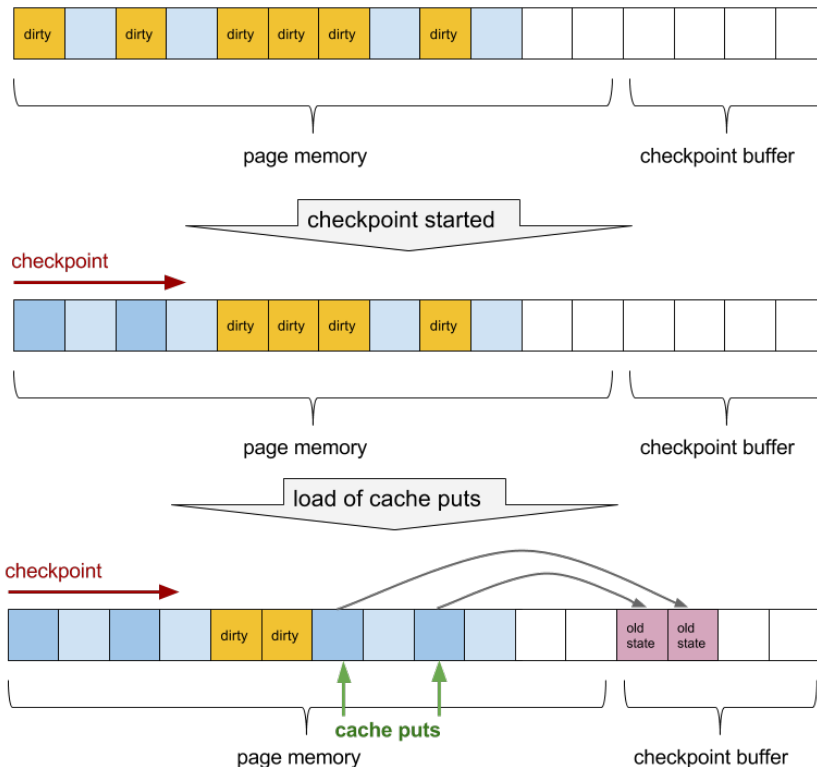 dirty dirty dirty dirty dirty dirty
page memory checkpoint buffer
checkpoint started
checkpoint
dirty dirty dirty dirty
page memory checkpoint buffer
load of cache puts
checkpoint
dirty dirty old state old state
cache puts
page memory checkpoint buffer